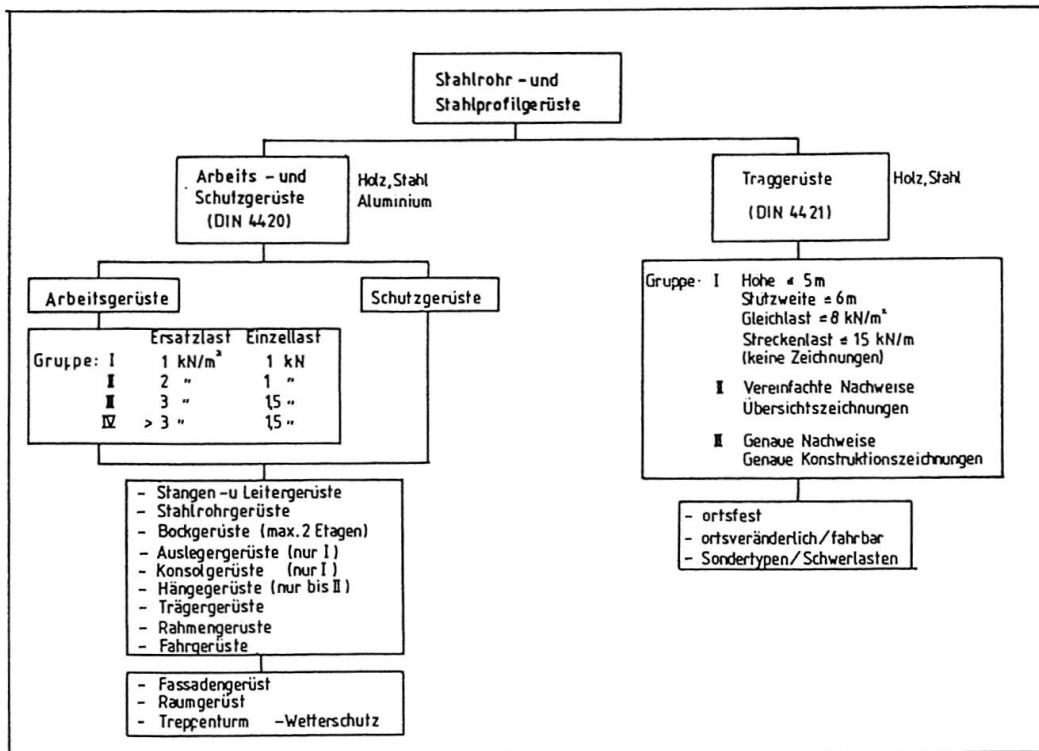 Stahlrohr - und
Stahlprofilgerüste
Arbeits - und
Schutzgerüste
(DIN 4420)
Holz, Stahl
Aluminium
Traggerüste
(DIN 4421)
Holz, Stahl
Arbeitsgerüste
Schutzgerüste
Ersatzlast Einzellast
Gruppe: I 1 kN/m² 1 kN
II 2 " 1 "
III 3 " 1,5 "
IV > 3 " 1,5 "
Gruppe: I Hohe ≤ 5m
Stutzweite ≤ 6m
Gleichlast ≤ 8 kN/m²
Streckenlast ≤ 15 kN/m
(keine Zeichnungen)
II Vereinfachte Nachweise
Übersichtszeichnungen
III Genaue Nachweise
Genaue Konstruktionszeichnungen
- Stangen - u Leitergerüste
- Stahlrohrgerüste
- Bockgerüste (max. 2 Etagen)
- Auslegergerüste (nur I)
- Konsolgerüste (nur I)
- Hängegerüste (nur bis II)
- Trägergerüste
- Rahmengeruste
- Fahrgerüste
- ortsfest
- ortsveränderlich/fahrbar
- Sondertypen/Schwerlasten
- Fassadengerüst
- Raumgerüst
- Treppenturm - Wetterschutz